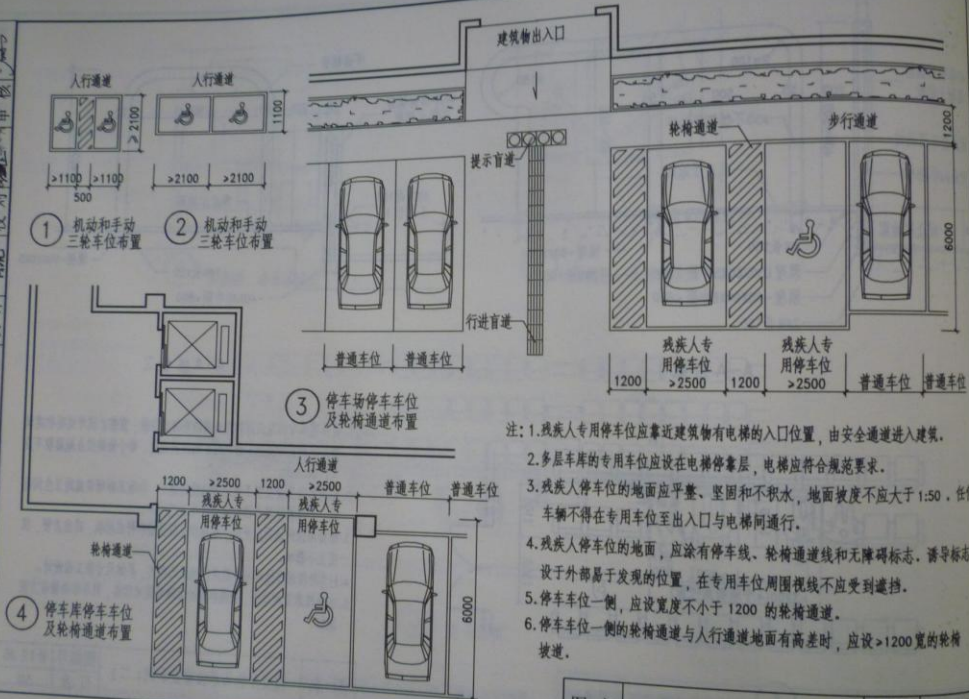 建筑物出入口
人行通道
人行通道
≥2100
1100
≥1100
≥1100
500
≥2100
≥2100
① 机动和手动
三轮车位布置
② 机动和手动
三轮车位布置
提示盲道
行进盲道
轮椅通道
步行通道
1200
6000
普通车位
普通车位
1200
残疾人专
用停车位
≥2500
1200
残疾人专
用停车位
≥2500
普通车位
普通车位
③ 停车场停车车位
及轮椅通道布置
人行通道
1200
≥2500
1200
≥2500
普通车位
普通车位
残疾人专
用停车位
残疾人专
用停车位
轮椅通道
6000
④ 停车库停车车位
及轮椅通道布置
注：1.残疾人专用停车位应靠近建筑物有电梯的入口位置，由安全通道进入建筑。
2.多层车库的专用车位应设在电梯停靠层，电梯应符合规范要求。
3.残疾人停车位的地面应平整、坚固和不积水，地面坡度不应大于1:50。任何
车辆不得在专用车位至出入口与电梯间通行。
4.残疾人停车位的地面，应涂有停车线、轮椅通道线和无障碍标志。诱导标志
设于外部易于发现的位置，在专用车位周围视线不应受到遮挡。
5.停车车位一侧，应设宽度不小于1200的轮椅通道。
6.停车车位一侧的轮椅通道与人行通道地面有高差时，应设≥1200宽的轮椅
坡道。